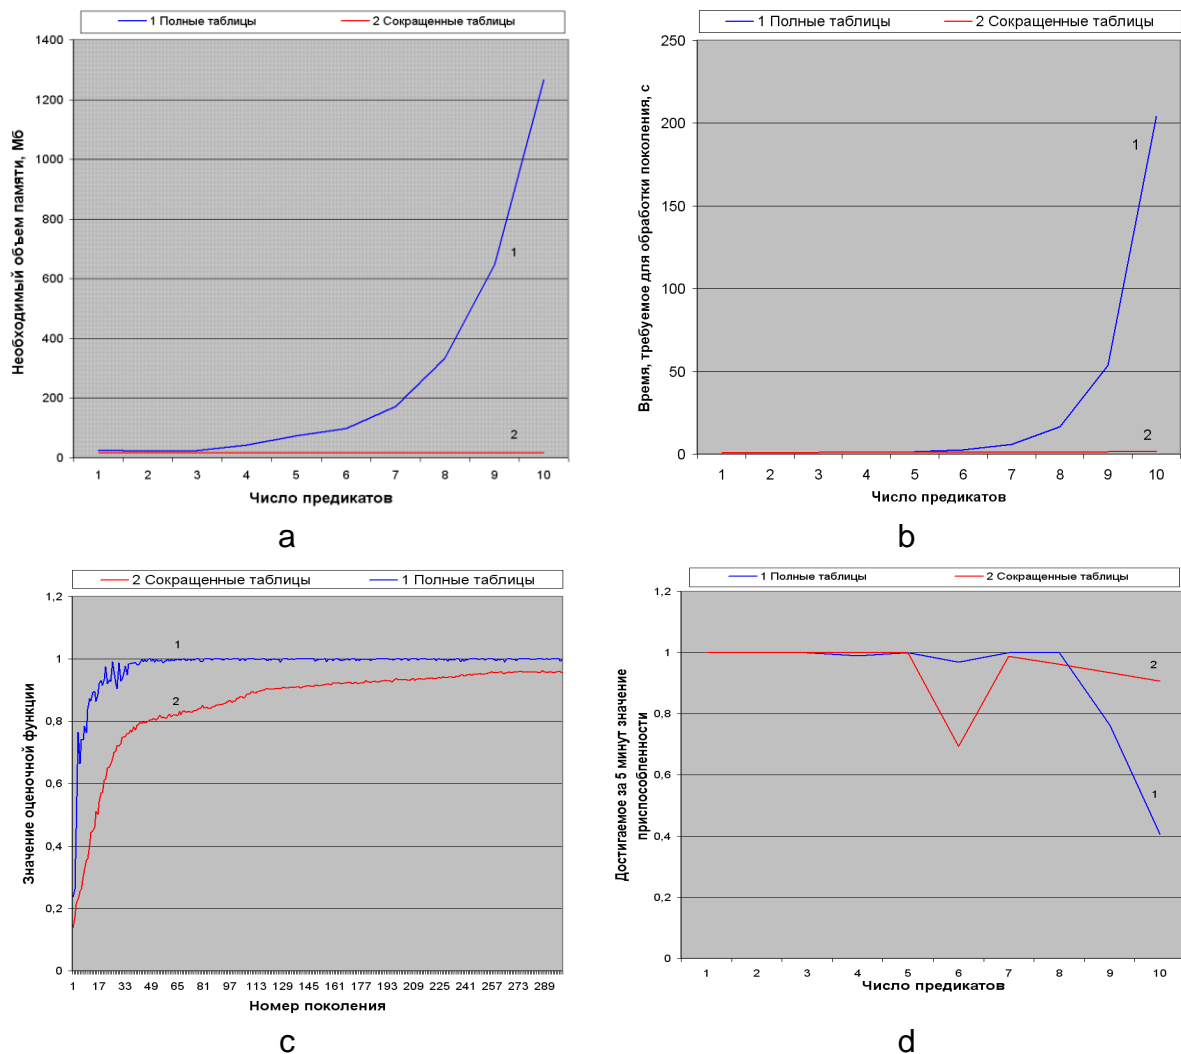 1 Полные таблицы 2 Сокращенные таблицы
Необходимый объем памяти, Мб
1400
1200
1000
800
600
400
200
0
1
2
1 2 3 4 5 6 7 8 9 10
Число предикатов
a
1 Полные таблицы 2 Сокращенные таблицы
Время, требуемое для обработки поколения, с
250
200
150
100
50
0
1
2
1 2 3 4 5 6 7 8 9 10
Число предикатов
b
2 Сокращенные таблицы 1 Полные таблицы
Значение оценочной функции
1,2
1
0,8
0,6
0,4
0,2
0
1
2
1 17 33 49 65 81 97 113 129 145 161 177 193 209 225 241 257 273 289
Номер поколения
c
1 Полные таблицы 2 Сокращенные таблицы
Достигаемое за 5 минут значение
приспособленности
1,2
1
0,8
0,6
0,4
0,2
0
2
1
1 2 3 4 5 6 7 8 9 10
Число предикатов
d